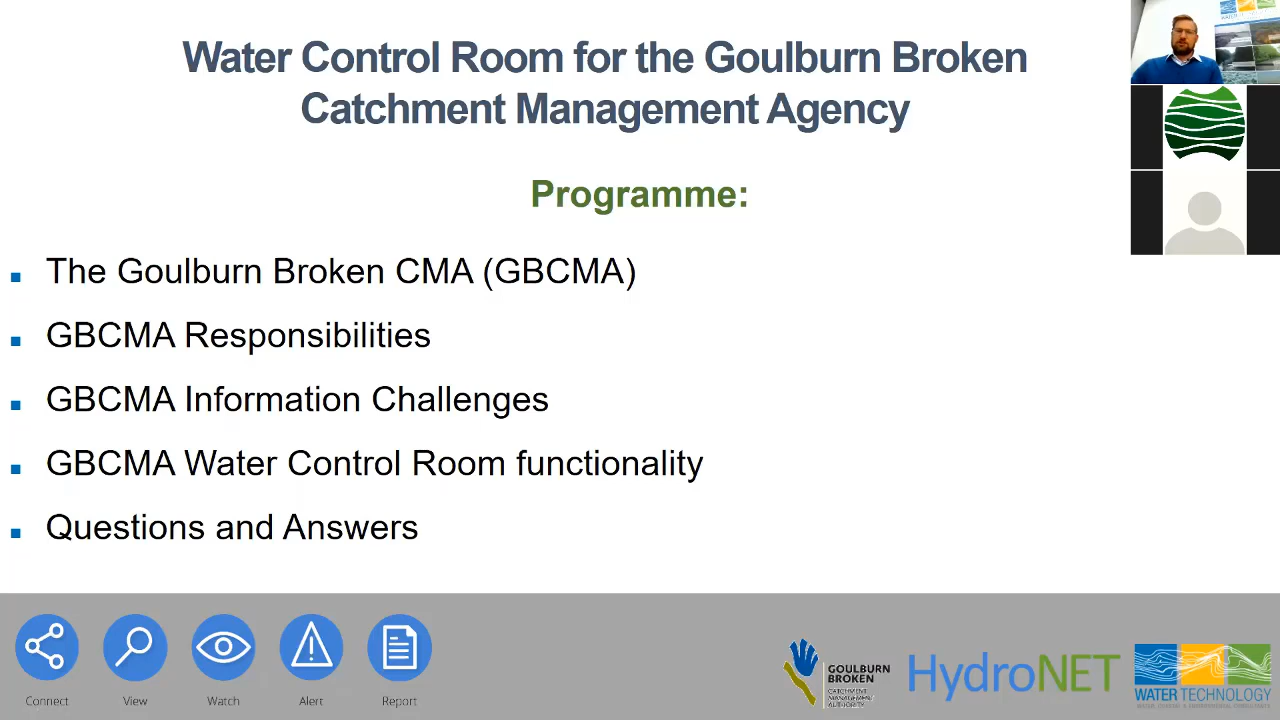 Water Control Room for the Goulburn Broken
Catchment Management Agency
Programme:
The Goulburn Broken CMA (GBCMA)
GBCMA Responsibilities
GBCMA Information Challenges
GBCMA Water Control Room functionality
Questions and Answers
Connect
View
Watch
Alert
Report
GOULBURN
BROKEN
CATCHMENT
MANAGEMENT
AUTHORITY
HydroNET
WATER TECHNOLOGY
WATER, COASTAL & ENVIRONMENTAL CONSULTANTS